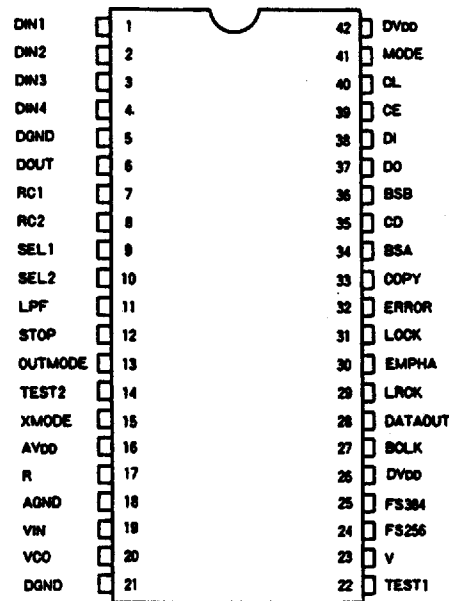 DIN1 1 42 DVDD
DIN2 2 41 MODE
DIN3 3 40 CL
DIN4 4 39 CE
DGND 5 38 DI
DOUT 6 37 DO
RC1 7 36 BSB
RC2 8 35 CD
SEL1 9 34 BSA
SEL2 10 33 COPY
LPF 11 32 ERROR
STOP 12 31 LOCK
OUTMODE 13 30 EMPHA
TEST2 14 29 LRCK
XMODE 15 28 DATAOUT
AVDD 16 27 BCLK
R 17 26 DVDD
AGND 18 25 FS384
VIN 19 24 FS256
VCO 20 23 V
DGND 21 22 TEST1